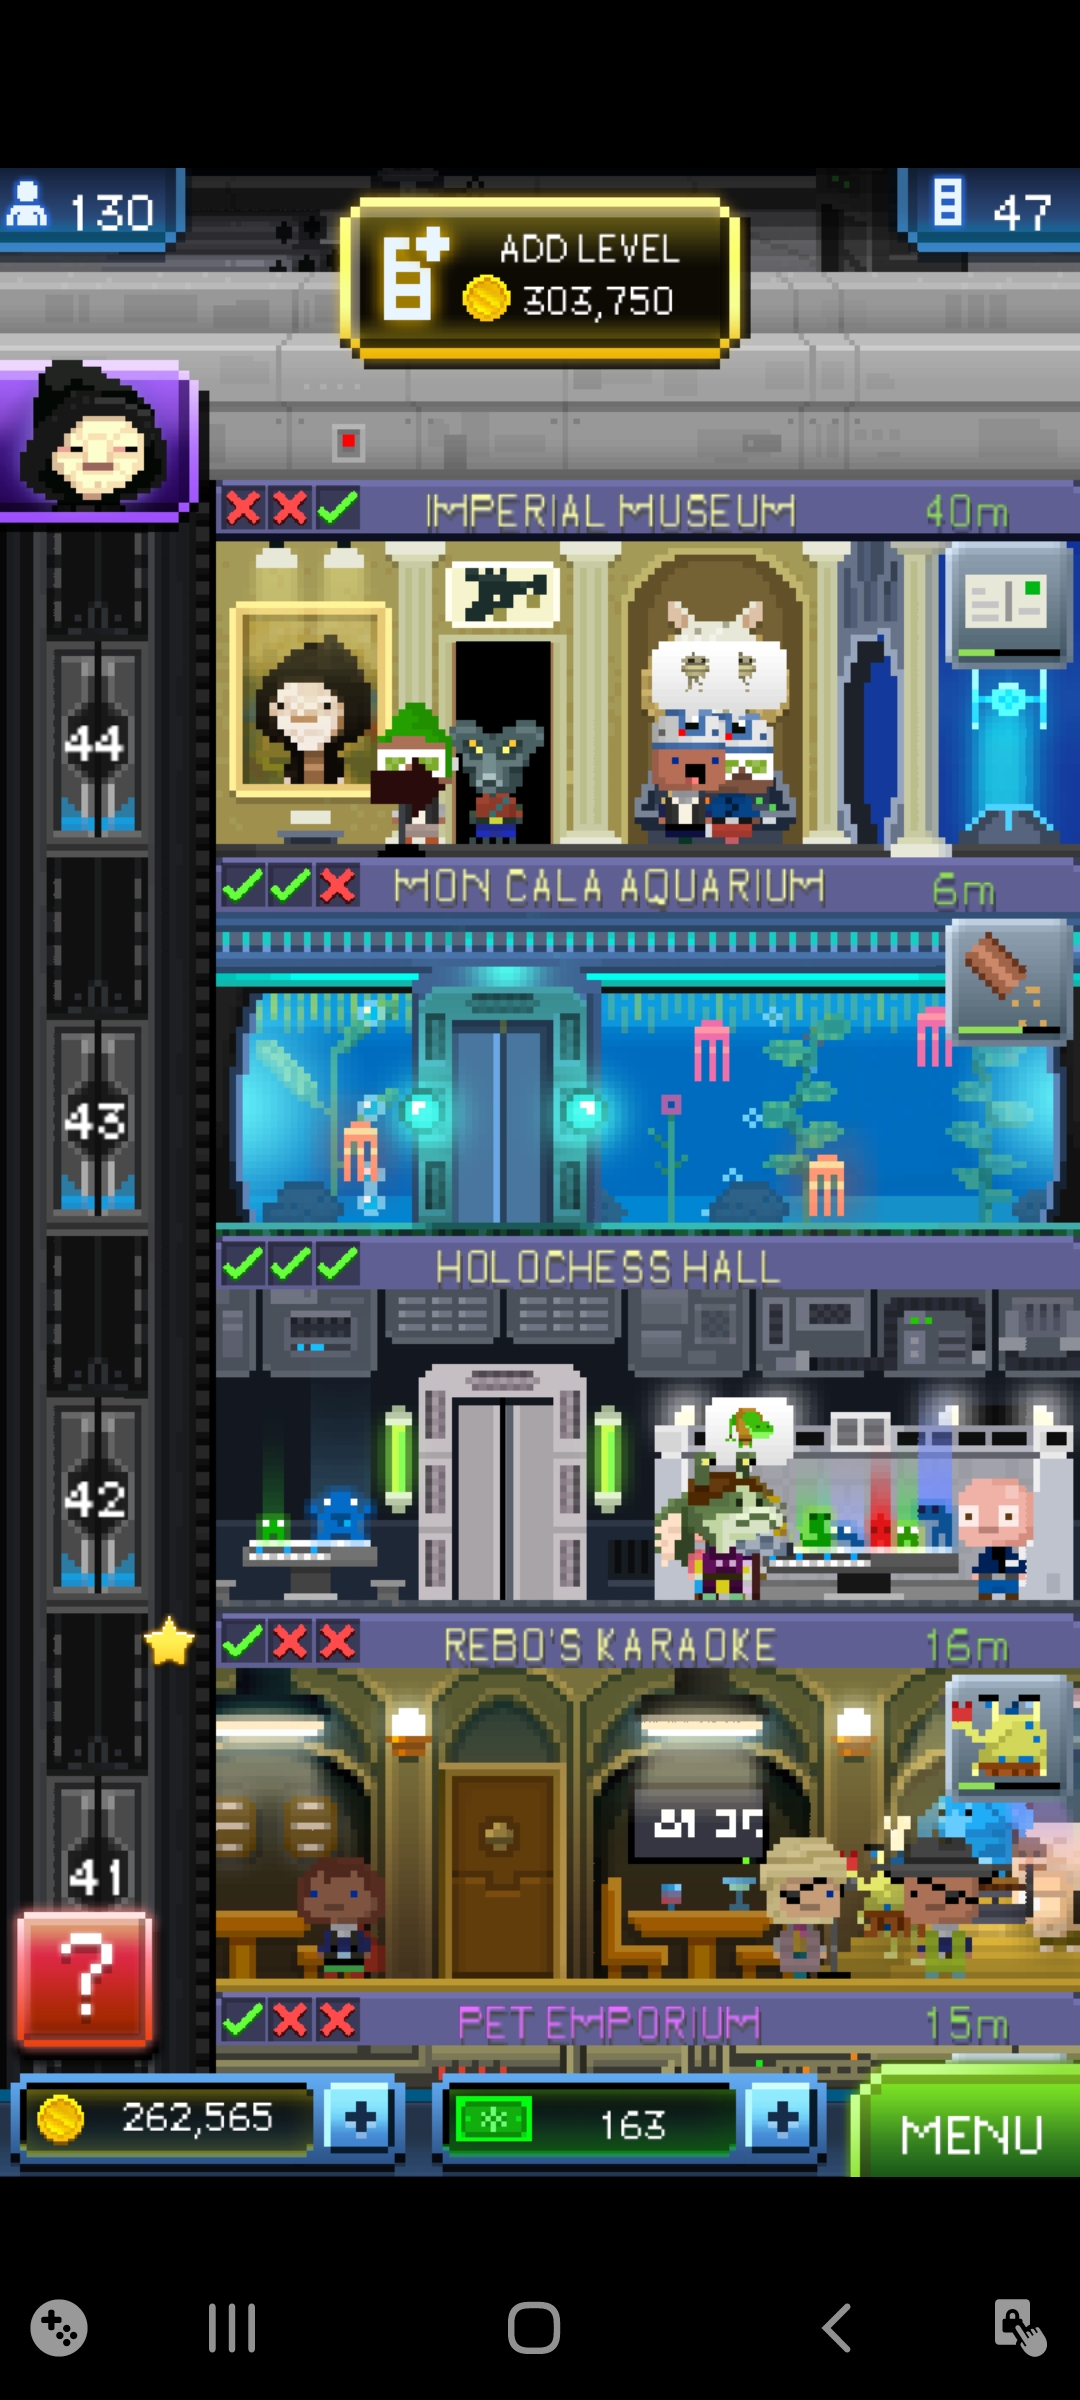 130
ADD LEVEL
303,750
47
IMPERIAL MUSEUM 40m
44
MON CALA AQUARIUM 6m
43
HOLOCHESS HALL
42
REBO'S KARAOKE 16m
41
?
PET EMPORIUM 15m
262,565
163
MENU